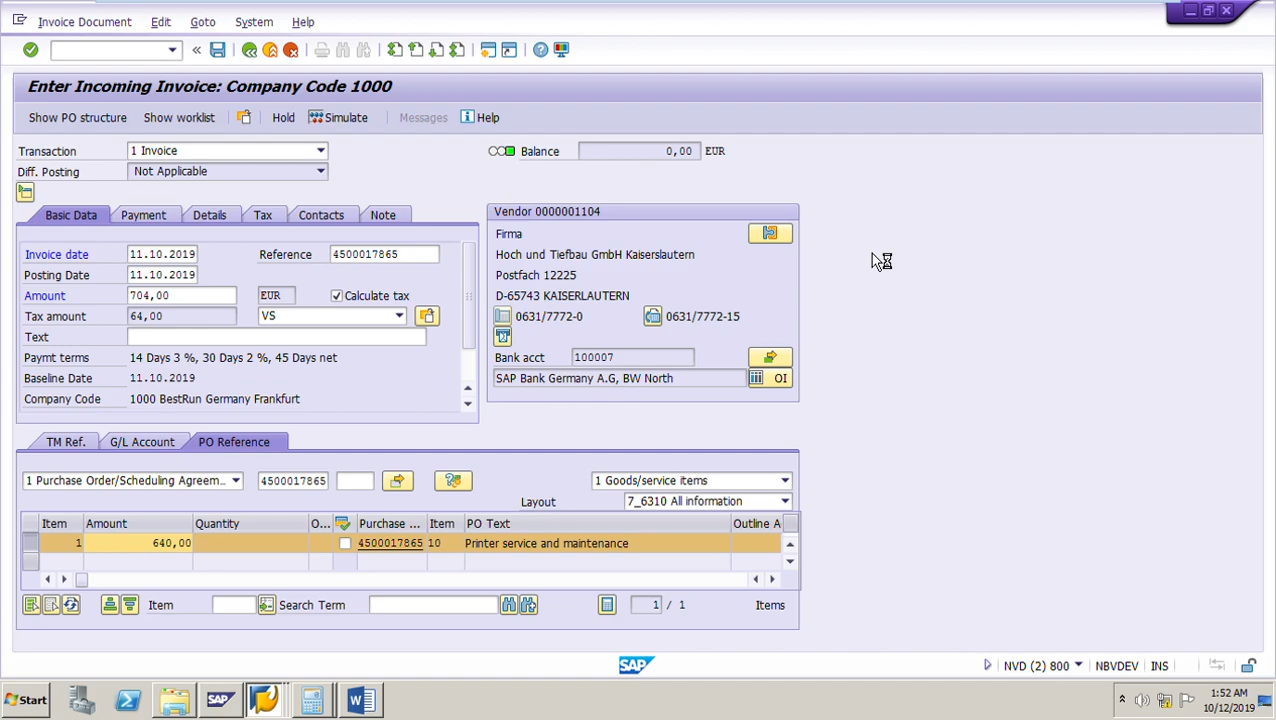 Invoice Document Edit Goto System Help
Enter Incoming Invoice: Company Code 1000
Show PO structure Show worklist Hold Simulate Messages Help
Transaction 1 Invoice Balance 0,00 EUR
Diff. Posting Not Applicable
Basic Data Payment Details Tax Contacts Note
Vendor 0000001104
Firma
Invoice date 11.10.2019 Reference 4500017865
Hoch und Tiefbau GmbH Kaiserslautern
Posting Date 11.10.2019
Postfach 12225
Amount 704,00 EUR Calculate tax
D-65743 KAISERLAUTERN
Tax amount 64,00 VS
0631/7772-0 0631/7772-15
Text
Paymt terms 14 Days 3 %, 30 Days 2 %, 45 Days net
Bank acct 100007
Baseline Date 11.10.2019
SAP Bank Germany A.G, BW North OI
Company Code 1000 BestRun Germany Frankfurt
TM Ref. G/L Account PO Reference
1 Purchase Order/Scheduling Agreem... 4500017865 1 Goods/service items
Layout 7_6310 All information
Item Amount Quantity O... Purchase ... Item PO Text Outline A
1 640,00 4500017865 10 Printer service and maintenance
Item Search Term 1 / 1 Items
SAP NVD (2) 800 NBVDEV INS
Start SAP W 1:52 AM
10/12/2019